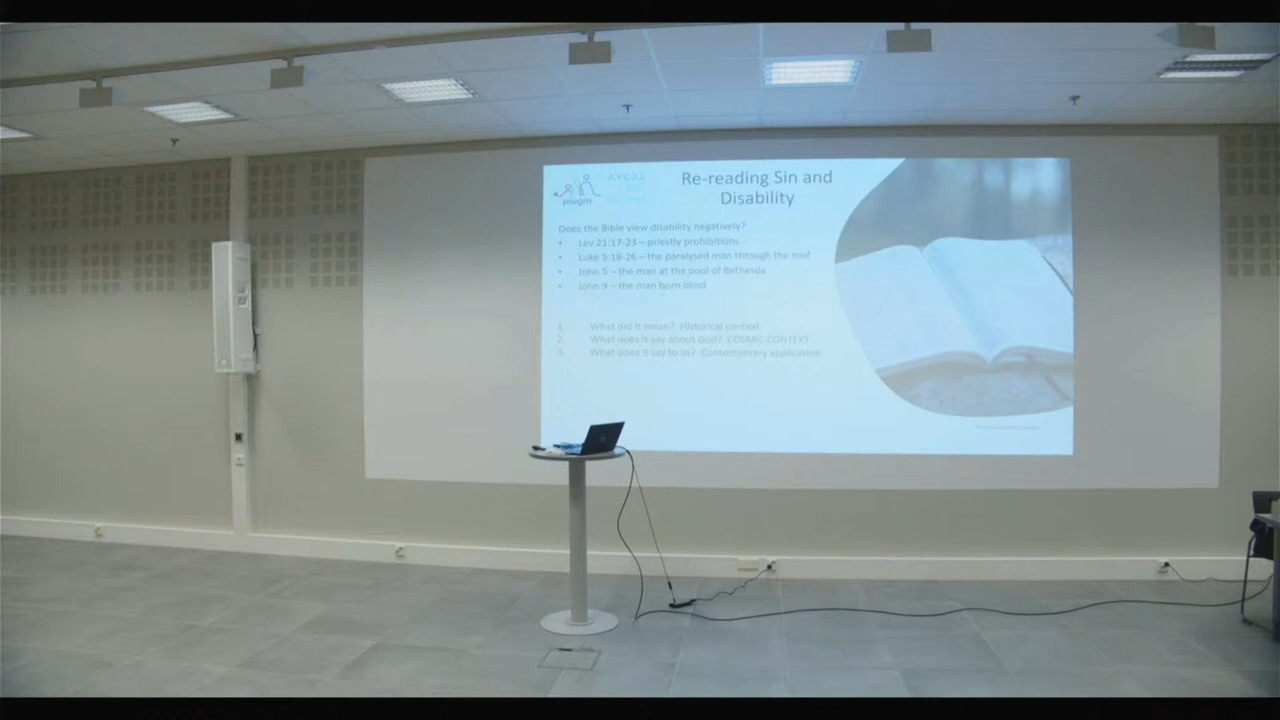 plugin
AYC22
Re-reading Sin and
Disability
Does the Bible view disability negatively?
• Lev 21:17-23 – priestly prohibitions
• Luke 5:18-26 – the paralysed man through the roof
• John 5 – the man at the pool of Bethesda
• John 9 – the man born blind
1. What did it mean? Historical context
2. What does it say about God? COSMIC CONTEXT
3. What does it say to us? Contemporary application